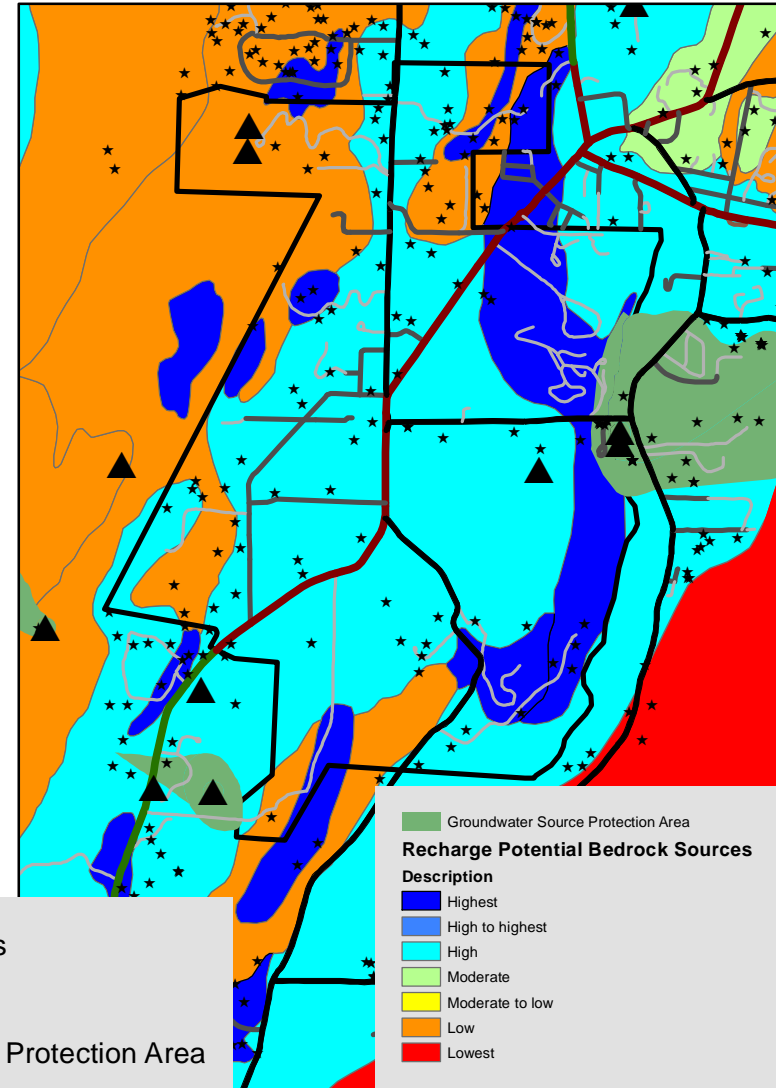 Groundwater Source Protection Area
Recharge Potential Bedrock Sources
Description
Highest
High to highest
High
Moderate
Moderate to low
Low
Lowest
s
Protection Area